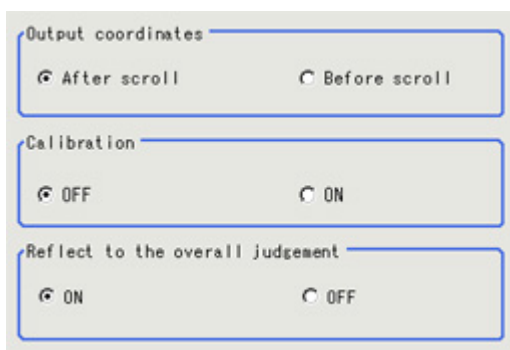 Output coordinates
After scroll Before scroll
Calibration
OFF ON
Reflect to the overall judgement
ON OFF